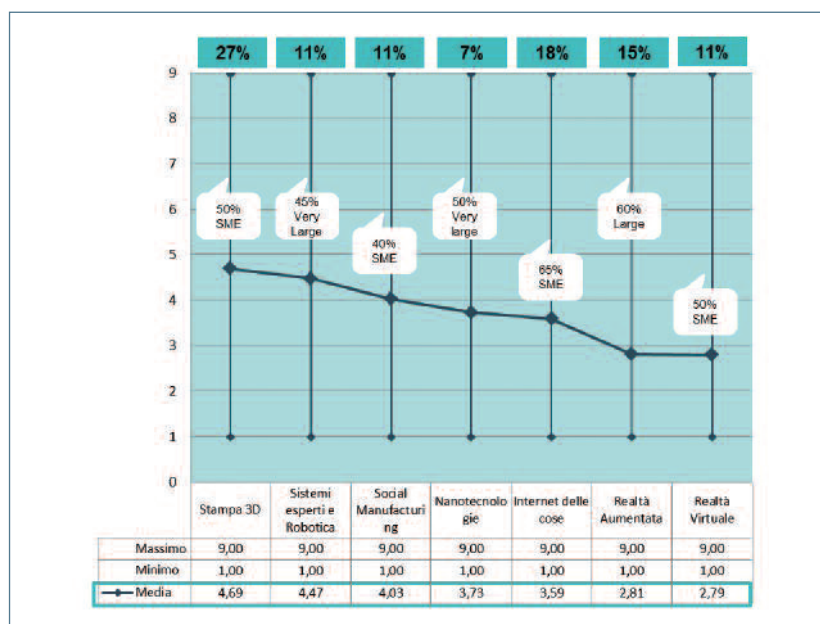 27% 11% 11% 7% 18% 15% 11%
9
8
7
6
5
4
3
2
1
0
50%
SME
45%
Very
Large
40%
SME
50%
Very
large
65%
SME
60%
Large
50%
SME
Stampa 3D
Sistemi
esperti e
Robotica
Social
Manufacturi
ng
Nanotecnolo
gie
Internet delle
cose
Realtà
Aumentata
Realtà
Virtuale
Massimo 9,00 9,00 9,00 9,00 9,00 9,00 9,00
Minimo 1,00 1,00 1,00 1,00 1,00 1,00 1,00
Media 4,69 4,47 4,03 3,73 3,59 2,81 2,79